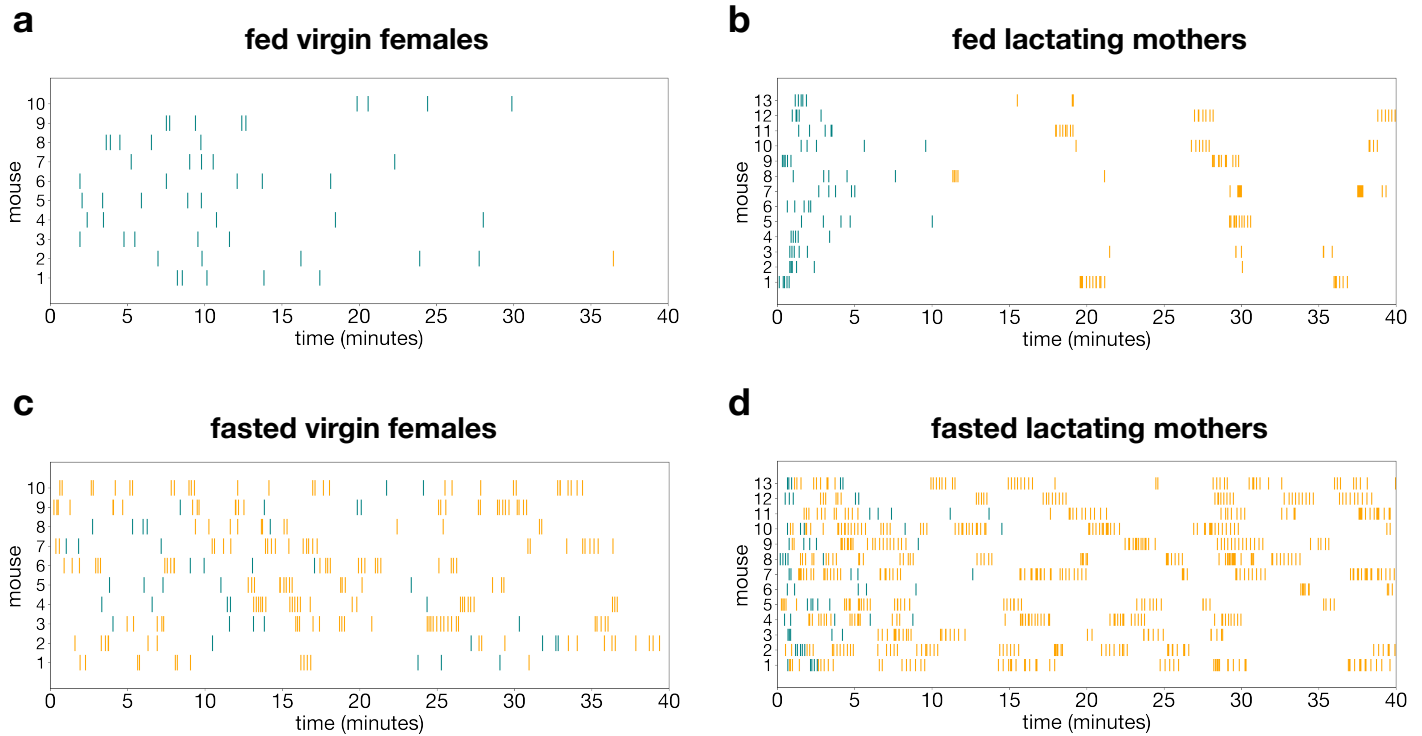 a
fed virgin females
mouse
10
9
8
7
6
5
4
3
2
1
0 5 10 15 20 25 30 35 40
time (minutes)
b
fed lactating mothers
mouse
13
12
11
10
9
8
7
6
5
4
3
2
1
0 5 10 15 20 25 30 35 40
time (minutes)
c
fasted virgin females
mouse
10
9
8
7
6
5
4
3
2
1
0 5 10 15 20 25 30 35 40
time (minutes)
d
fasted lactating mothers
mouse
13
12
11
10
9
8
7
6
5
4
3
2
1
0 5 10 15 20 25 30 35 40
time (minutes)